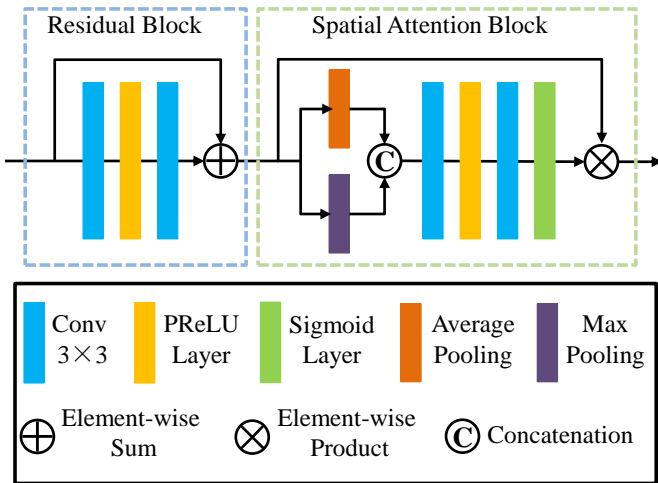 Residual Block
Spatial Attention Block
C
Conv
3×3
PReLU
Layer
Sigmoid
Layer
Average
Pooling
Max
Pooling
Element-wise
Sum
Element-wise
Product
C
Concatenation